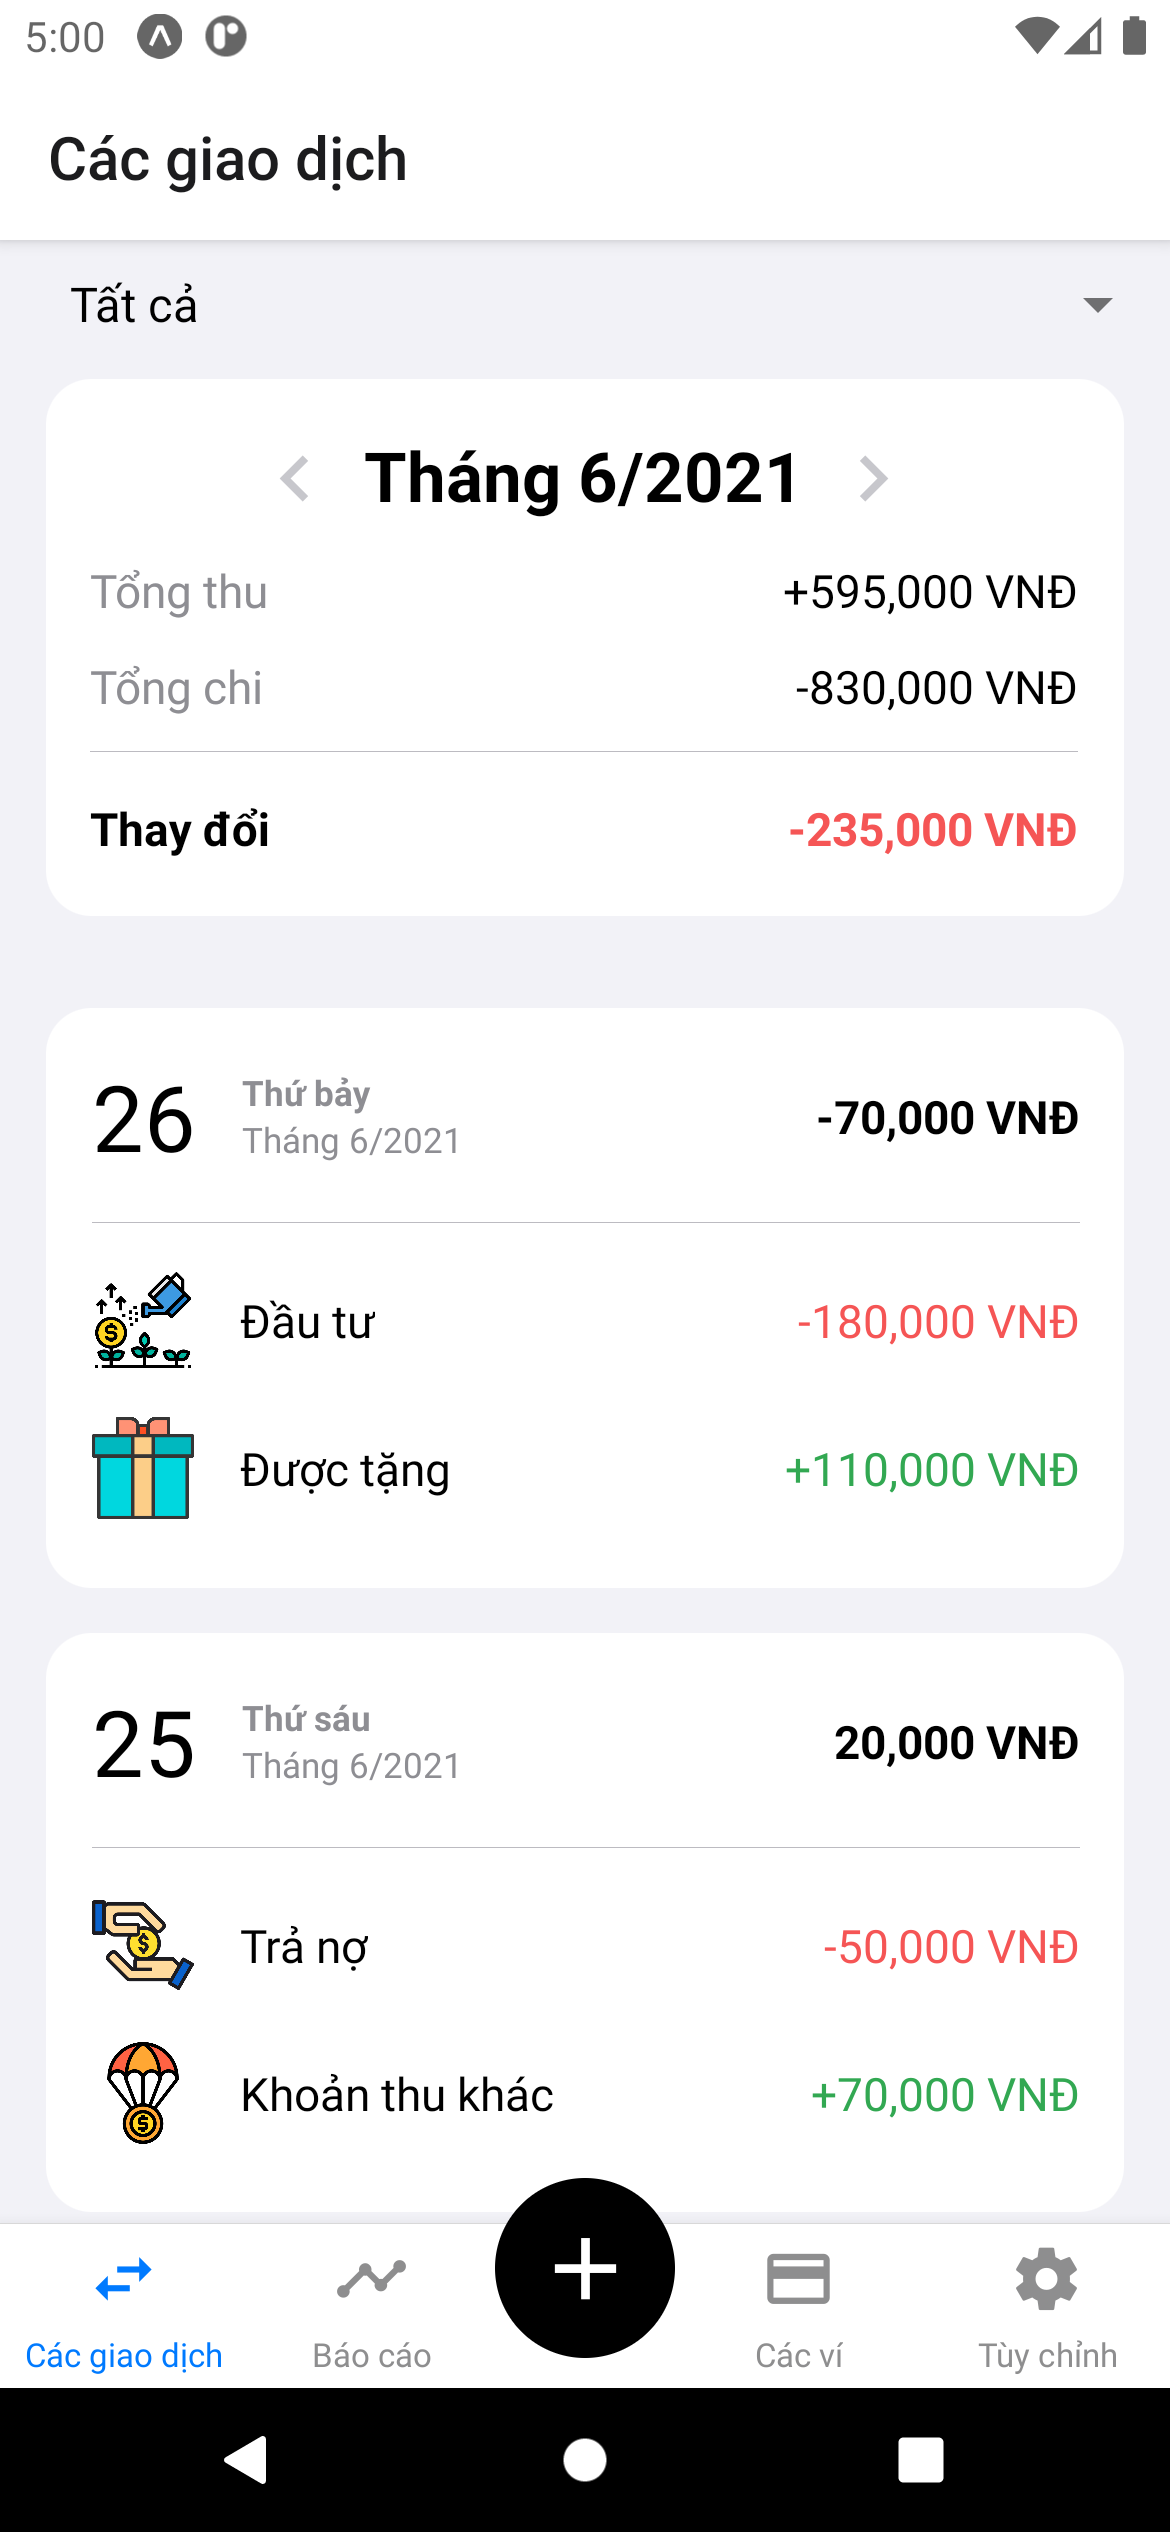 5:00
Các giao dịch
Tất cả
Tháng 6/2021
Tổng thu +595,000 VNĐ
Tổng chi -830,000 VNĐ
Thay đổi -235,000 VNĐ
26 Thứ bảy -70,000 VNĐ
Tháng 6/2021
Đầu tư -180,000 VNĐ
Được tặng +110,000 VNĐ
25 Thứ sáu 20,000 VNĐ
Tháng 6/2021
Trả nợ -50,000 VNĐ
Khoản thu khác +70,000 VNĐ
Các giao dịch Báo cáo Các ví Tùy chỉnh